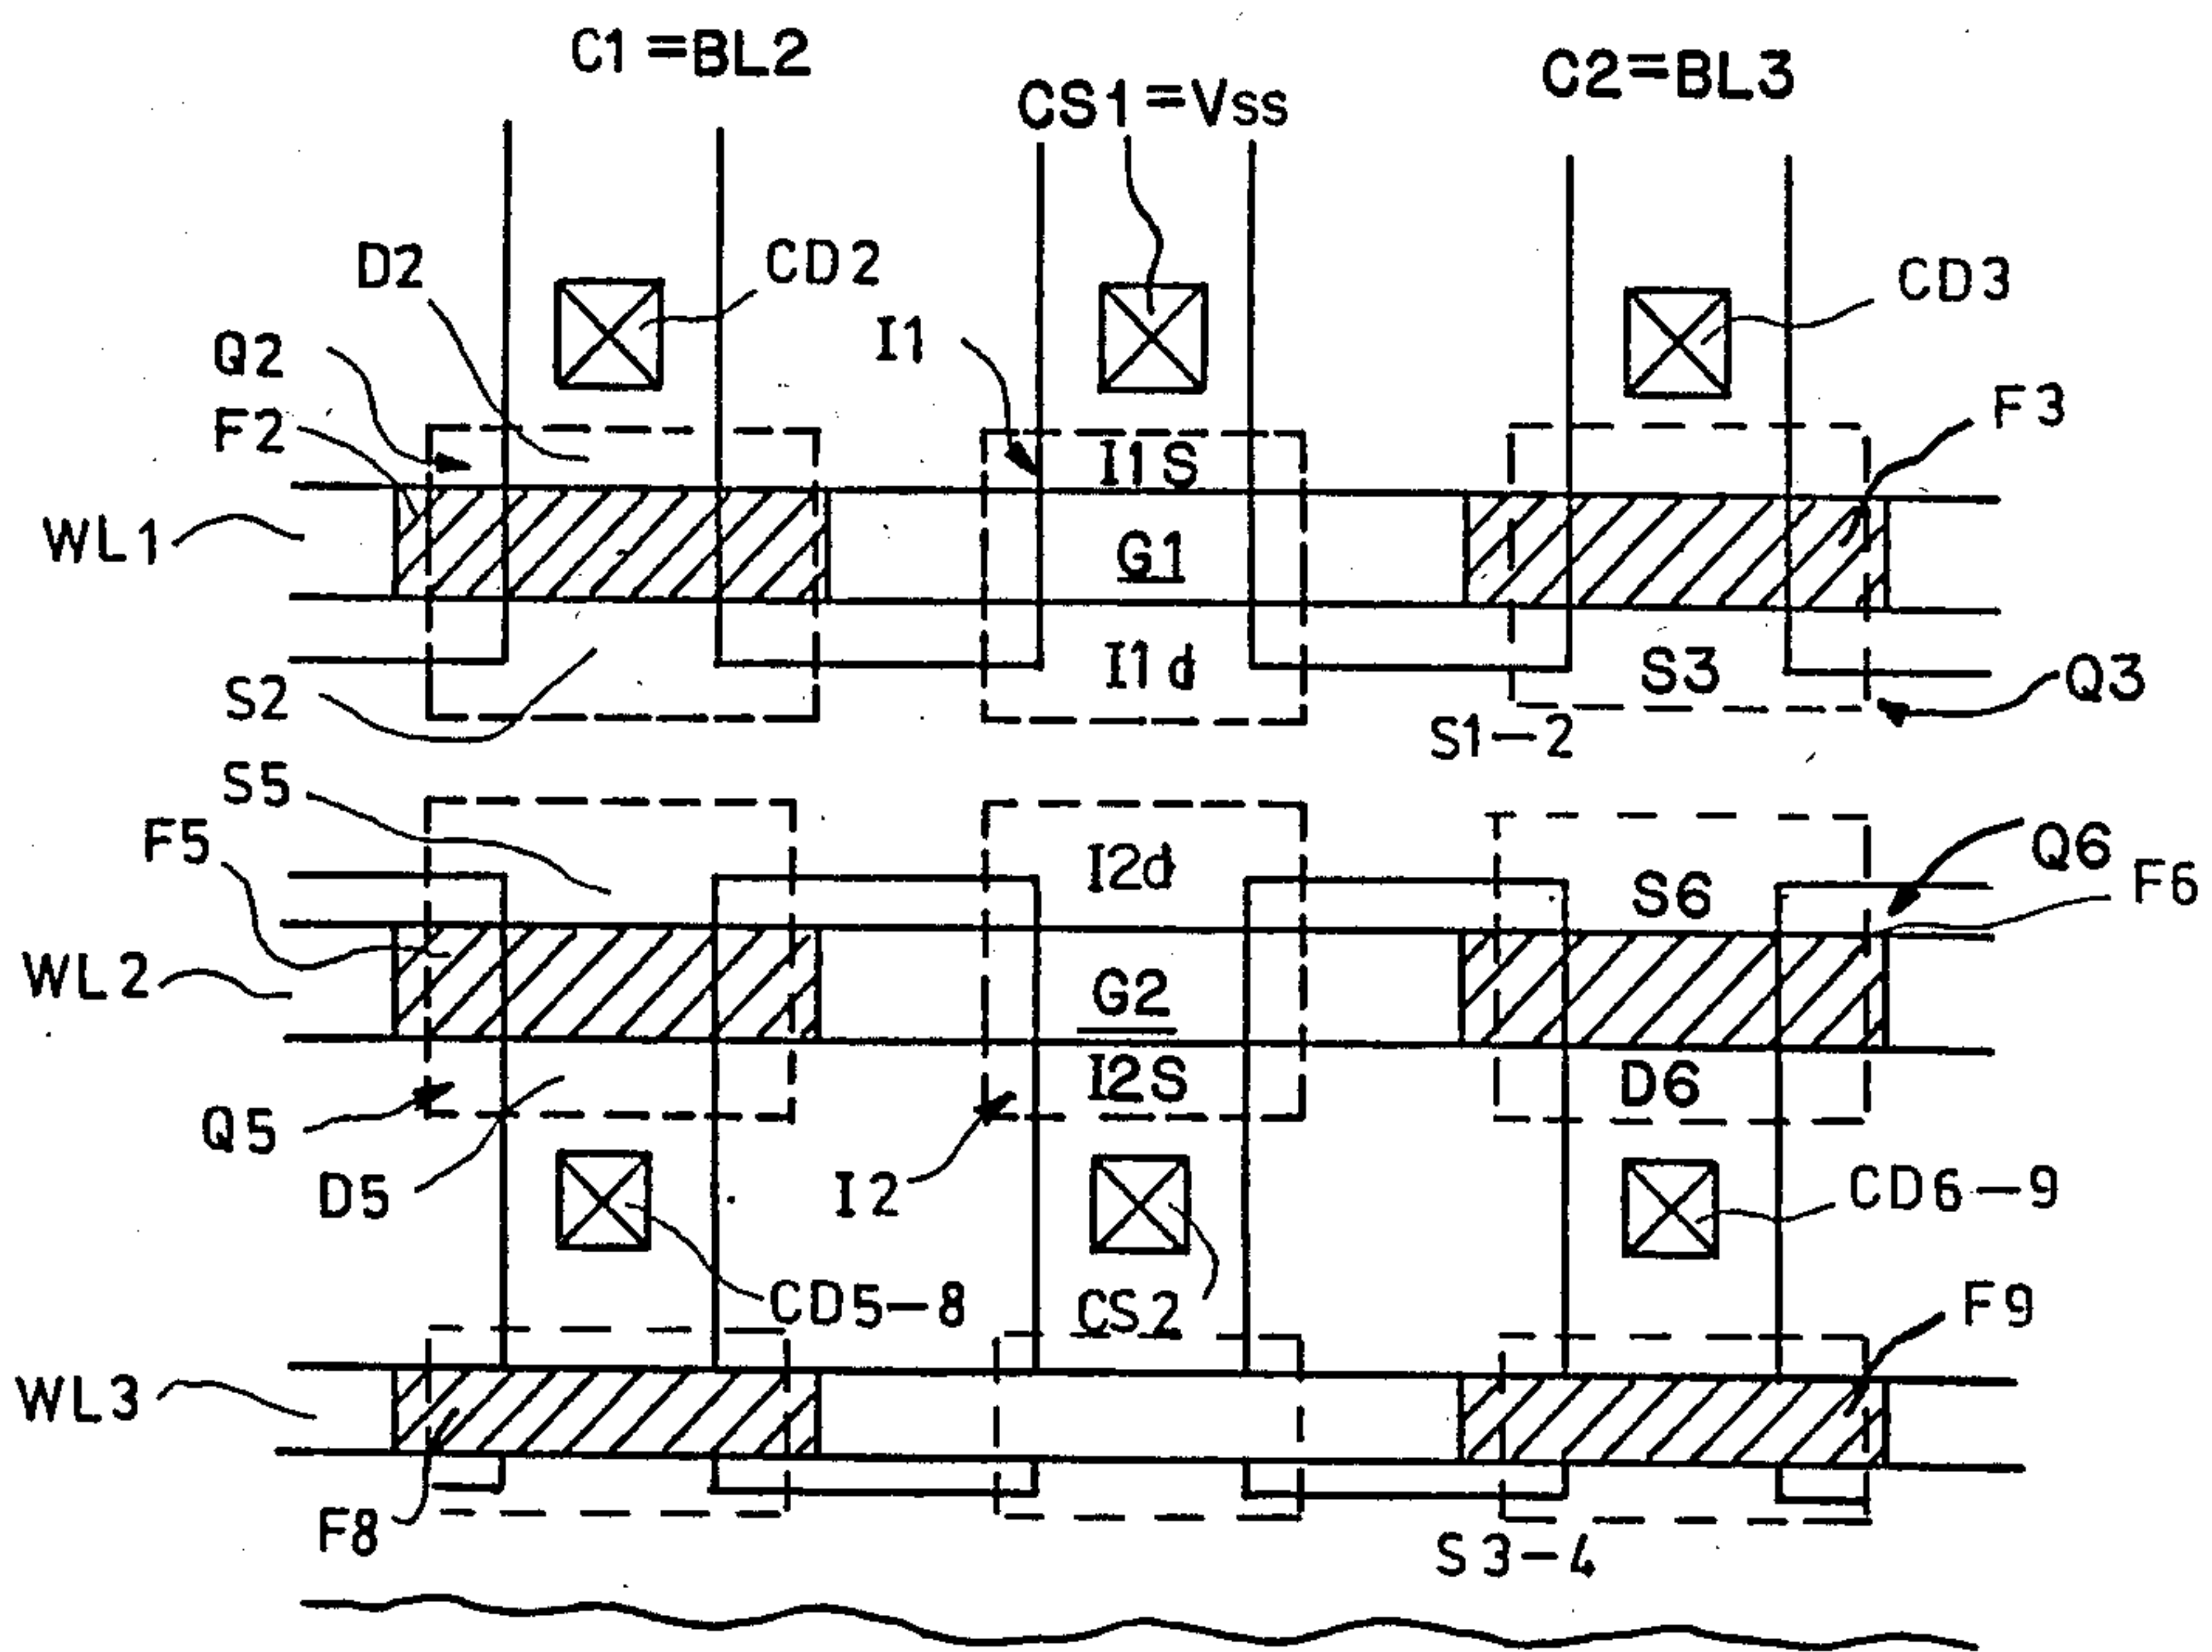 C1=BL2
CS1=Vss
C2=BL3
D2
CD2
CD3
Q2
I1
F2
F3
I1S
WL1
G1
S2
I1d
S3
Q3
S1-2
S5
F5
I2d
Q6
S6
F6
WL2
G2
I2S
D6
Q5
D5
I2
CD6-9
CD5-8
CS2
F9
WL3
F8
S3-4